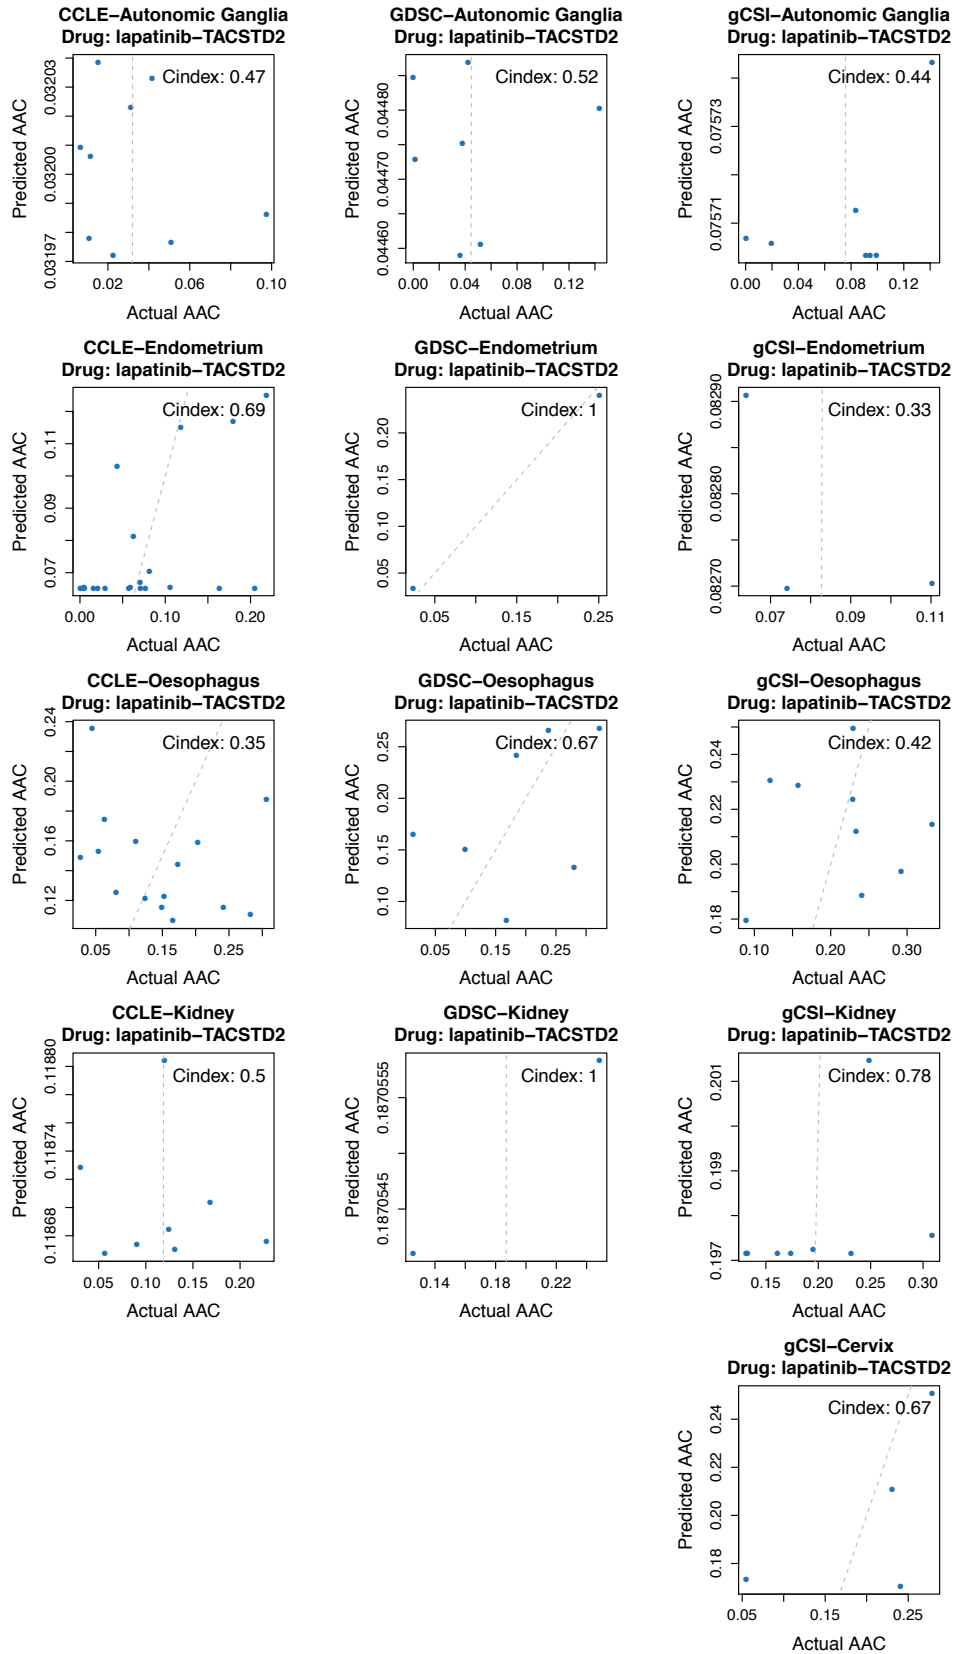 CCLE–Autonomic Ganglia
Drug: lapatinib–TACSTD2
Cindex: 0.47
Predicted AAC
0.03197 0.03200 0.03203
0.02 0.06 0.10
Actual AAC
GDSC–Autonomic Ganglia
Drug: lapatinib–TACSTD2
Cindex: 0.52
Predicted AAC
0.04460 0.04470 0.04480
0.00 0.04 0.08 0.12
Actual AAC
gCSI–Autonomic Ganglia
Drug: lapatinib–TACSTD2
Cindex: 0.44
Predicted AAC
0.07571 0.07573
0.00 0.04 0.08 0.12
Actual AAC
CCLE–Endometrium
Drug: lapatinib–TACSTD2
Cindex: 0.69
Predicted AAC
0.07 0.09 0.11
0.00 0.10 0.20
Actual AAC
GDSC–Endometrium
Drug: lapatinib–TACSTD2
Cindex: 1
Predicted AAC
0.05 0.10 0.15 0.20
0.05 0.15 0.25
Actual AAC
gCSI–Endometrium
Drug: lapatinib–TACSTD2
Cindex: 0.33
Predicted AAC
0.08270 0.08280 0.08290
0.07 0.09 0.11
Actual AAC
CCLE–Oesophagus
Drug: lapatinib–TACSTD2
Cindex: 0.35
Predicted AAC
0.12 0.16 0.20 0.24
0.05 0.15 0.25
Actual AAC
GDSC–Oesophagus
Drug: lapatinib–TACSTD2
Cindex: 0.67
Predicted AAC
0.10 0.15 0.20 0.25
0.05 0.15 0.25
Actual AAC
gCSI–Oesophagus
Drug: lapatinib–TACSTD2
Cindex: 0.42
Predicted AAC
0.18 0.20 0.22 0.24
0.10 0.20 0.30
Actual AAC
CCLE–Kidney
Drug: lapatinib–TACSTD2
Cindex: 0.5
Predicted AAC
0.11868 0.11874 0.11880
0.05 0.10 0.15 0.20
Actual AAC
GDSC–Kidney
Drug: lapatinib–TACSTD2
Cindex: 1
Predicted AAC
0.1870545 0.1870555
0.14 0.18 0.22
Actual AAC
gCSI–Kidney
Drug: lapatinib–TACSTD2
Cindex: 0.78
Predicted AAC
0.197 0.199 0.201
0.15 0.20 0.25 0.30
Actual AAC
gCSI–Cervix
Drug: lapatinib–TACSTD2
Cindex: 0.67
Predicted AAC
0.18 0.20 0.22 0.24
0.05 0.15 0.25
Actual AAC